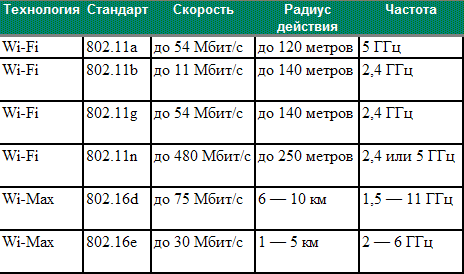 Технология Стандарт Скорость Радиус действия Частота
Wi-Fi 802.11a до 54 Мбит/с до 120 метров 5 ГГц
Wi-Fi 802.11b до 11 Мбит/с до 140 метров 2,4 ГГц
Wi-Fi 802.11g до 54 Мбит/с до 140 метров 2,4 ГГц
Wi-Fi 802.11n до 480 Мбит/с до 250 метров 2,4 или 5 ГГц
Wi-Max 802.16d до 75 Мбит/с 6 — 10 км 1,5 — 11 ГГц
Wi-Max 802.16e до 30 Мбит/с 1 — 5 км 2 — 6 ГГц